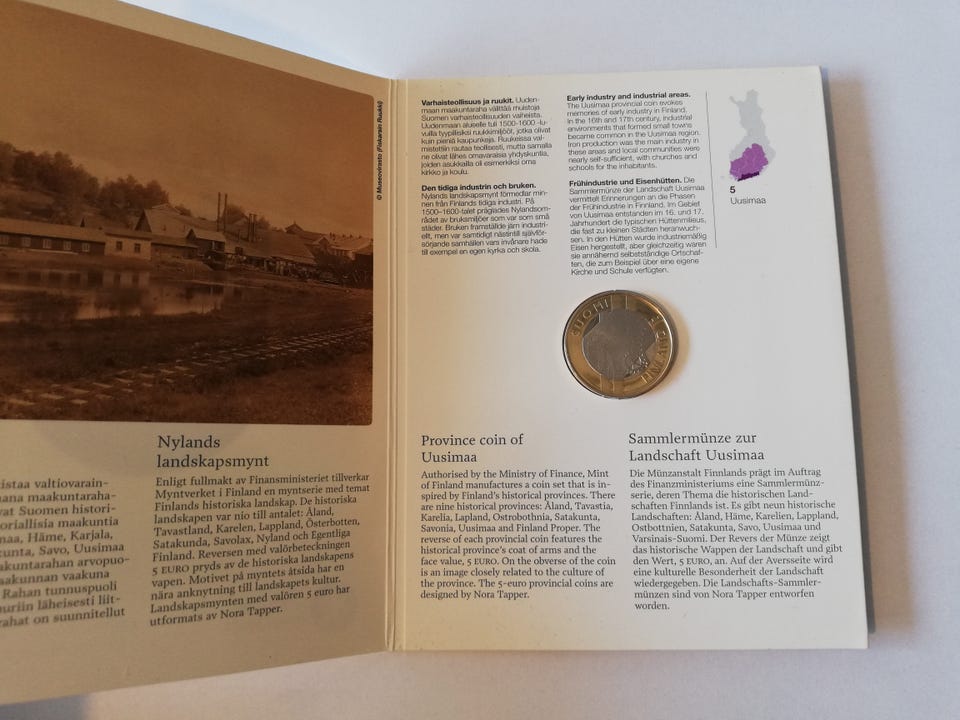 © Museovirasto (Fiskarsin Ruukki)
Nylands
landskapsmynt
istaa valtiovarain-
ana maakuntaraha-
vat Suomen histori-
oriallisia maakuntia
maa, Häme, Karjala,
kunta, Savo, Uusimaa
akuntarahan arvopuo-
aakunnan vaakuna
Rahan tunnuspuoli
uriin läheisesti liit-
rahat on suunnitellut
Enligt fullmakt av Finansministeriet tillverkar
Myntverket i Finland en myntserie med temat
Finlands historiska landskap. De historiska
landskapen var nio till antalet: Åland,
Tavastland, Karelen, Lappland, Österbotten,
Satakunda, Savolax, Nyland och Egentliga
Finland. Reversen med valörbeteckningen
5 EURO pryds av de historiska landskapens
vapen. Motivet på myntets åtsida har en
nära anknytning till landskapets kultur.
Landskapsmynten med valören 5 euro har
utformats av Nora Tapper.
Varhaisteollisuus ja ruukit. Uuden-
maan maakuntaraha välittää muistoja
Suomen varhaisteollisuuden vaiheista.
Uudenmaan alueelle tuli 1500-1600 -lu-
vuilla tyypillisiksi ruukkimiljööt, jotka olivat
kuin pieniä kaupunkeja. Ruukeissa val-
mistettiin rautaa teollisesti, mutta samalla
ne olivat lähes omavaraisia yhdyskuntia,
joiden asukkailla oli esimerkiksi oma
kirkko ja koulu.
Den tidiga industrin och bruken.
Nylands landskapsmynt förmedlar min-
nen från Finlands tidiga industri. På
1500–1600-talet präglades Nylandsom-
rådet av bruksmiljöer som var som små
städer. Bruken framställde järn industri-
ellt, men var samtidigt nästintill självför-
sörjande samhällen vars invånare hade
till exempel en egen kyrka och skola.
Early industry and industrial areas.
The Uusimaa provincial coin evokes
memories of early industry in Finland.
In the 16th and 17th century, industrial
environments that formed small towns
became common in the Uusimaa region.
Iron production was the main industry in
these areas and local communities were
nearly self-sufficient, with churches and
schools for the inhabitants.
Frühindustrie und Eisenhütten. Die
Sammlermünze der Landschaft Uusimaa
vermittelt Erinnerungen an die Phasen
der Frühindustrie in Finnland. Im Gebiet
von Uusimaa entstanden im 16. und 17.
Jahrhundert die typischen Hüttenmilieus,
die fast zu kleinen Städten heranwuch-
sen. In den Hütten wurde industriemäßig
Eisen hergestellt, aber gleichzeitig waren
sie annähernd selbstständige Ortschaf-
ten, die zum Beispiel über eine eigene
Kirche und Schule verfügten.
5
Uusimaa
SUOMI
FINLAND
Province coin of
Uusimaa
Authorised by the Ministry of Finance, Mint
of Finland manufactures a coin set that is in-
spired by Finland's historical provinces. There
are nine historical provinces: Åland, Tavastia,
Karelia, Lapland, Ostrobothnia, Satakunta,
Savonia, Uusimaa and Finland Proper. The
reverse of each provincial coin features the
historical province's coat of arms and the
face value, 5 EURO. On the obverse of the coin
is an image closely related to the culture of
the province. The 5-euro provincial coins are
designed by Nora Tapper.
Sammlermünze zur
Landschaft Uusimaa
Die Münzanstalt Finnlands prägt im Auftrag
des Finanzministeriums eine Sammlermünz-
serie, deren Thema die historischen Land-
schaften Finnlands ist. Es gibt neun historische
Landschaften: Åland, Häme, Karelien, Lappland,
Ostbottnien, Satakunta, Savo, Uusimaa und
Varsinais-Suomi. Der Revers der Münze zeigt
das historische Wappen der Landschaft und gibt
den Wert, 5 EURO, an. Auf der Aversseite wird
eine kulturelle Besonderheit der Landschaft
wiedergegeben. Die Landschafts-Sammler-
münzen sind von Nora Tapper entworfen
worden.